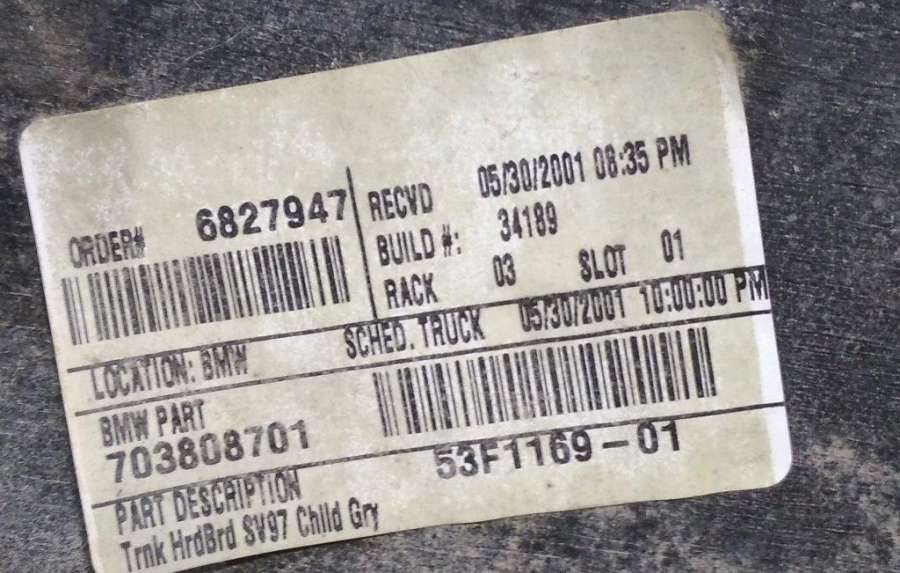 ORDER# 6827947
RECVD 05/30/2001 08:35 PM
BUILD #: 34189
RACK 03 SLOT 01
LOCATION: BMW SCHED. TRUCK 05/30/2001 10:00:00 PM
BMW PART
703808701
53F1169-01
PART DESCRIPTION
Trnk HrdBrd SV97 Child Gry